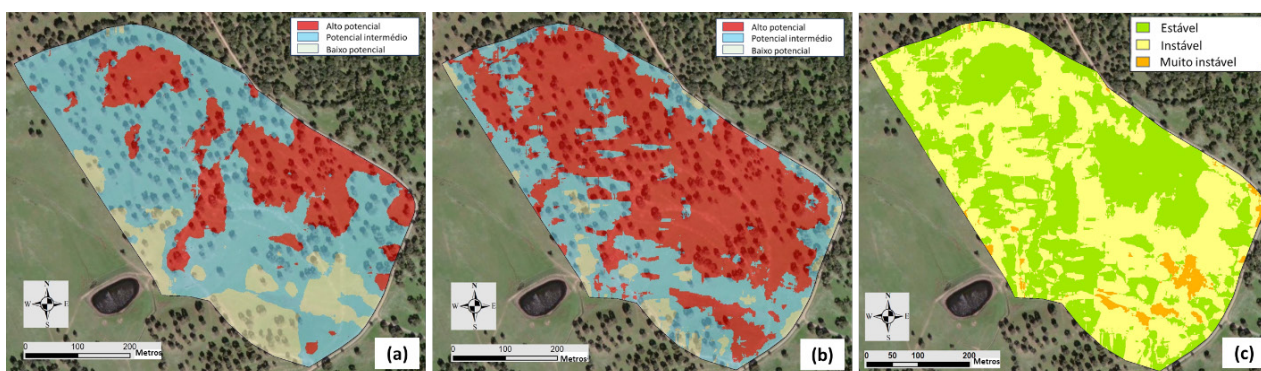 Alto potencial
Potencial intermédio
Baixo potencial
N
W E
S
0 100 200
Metros
(a)
Alto potencial
Potencial intermédio
Baixo potencial
N
W E
S
0 100 200
Metros
(b)
Estável
Instável
Muito instável
N
W E
S
0 50 100 200
Metros
(c)